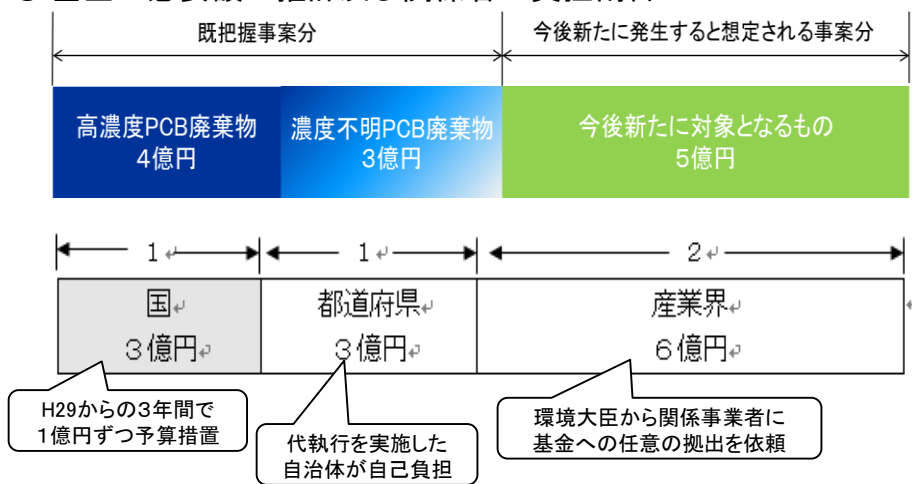 既把握事案分
今後新たに発生すると想定される事案分
高濃度PCB廃棄物
4億円
濃度不明PCB廃棄物
3億円
今後新たに対象となるもの
5億円
1
1
2
国
3億円
都道府県
3億円
産業界
6億円
H29からの3年間で
1億円ずつ予算措置
代執行を実施した
自治体が自己負担
環境大臣から関係事業者に
基金への任意の拠出を依頼